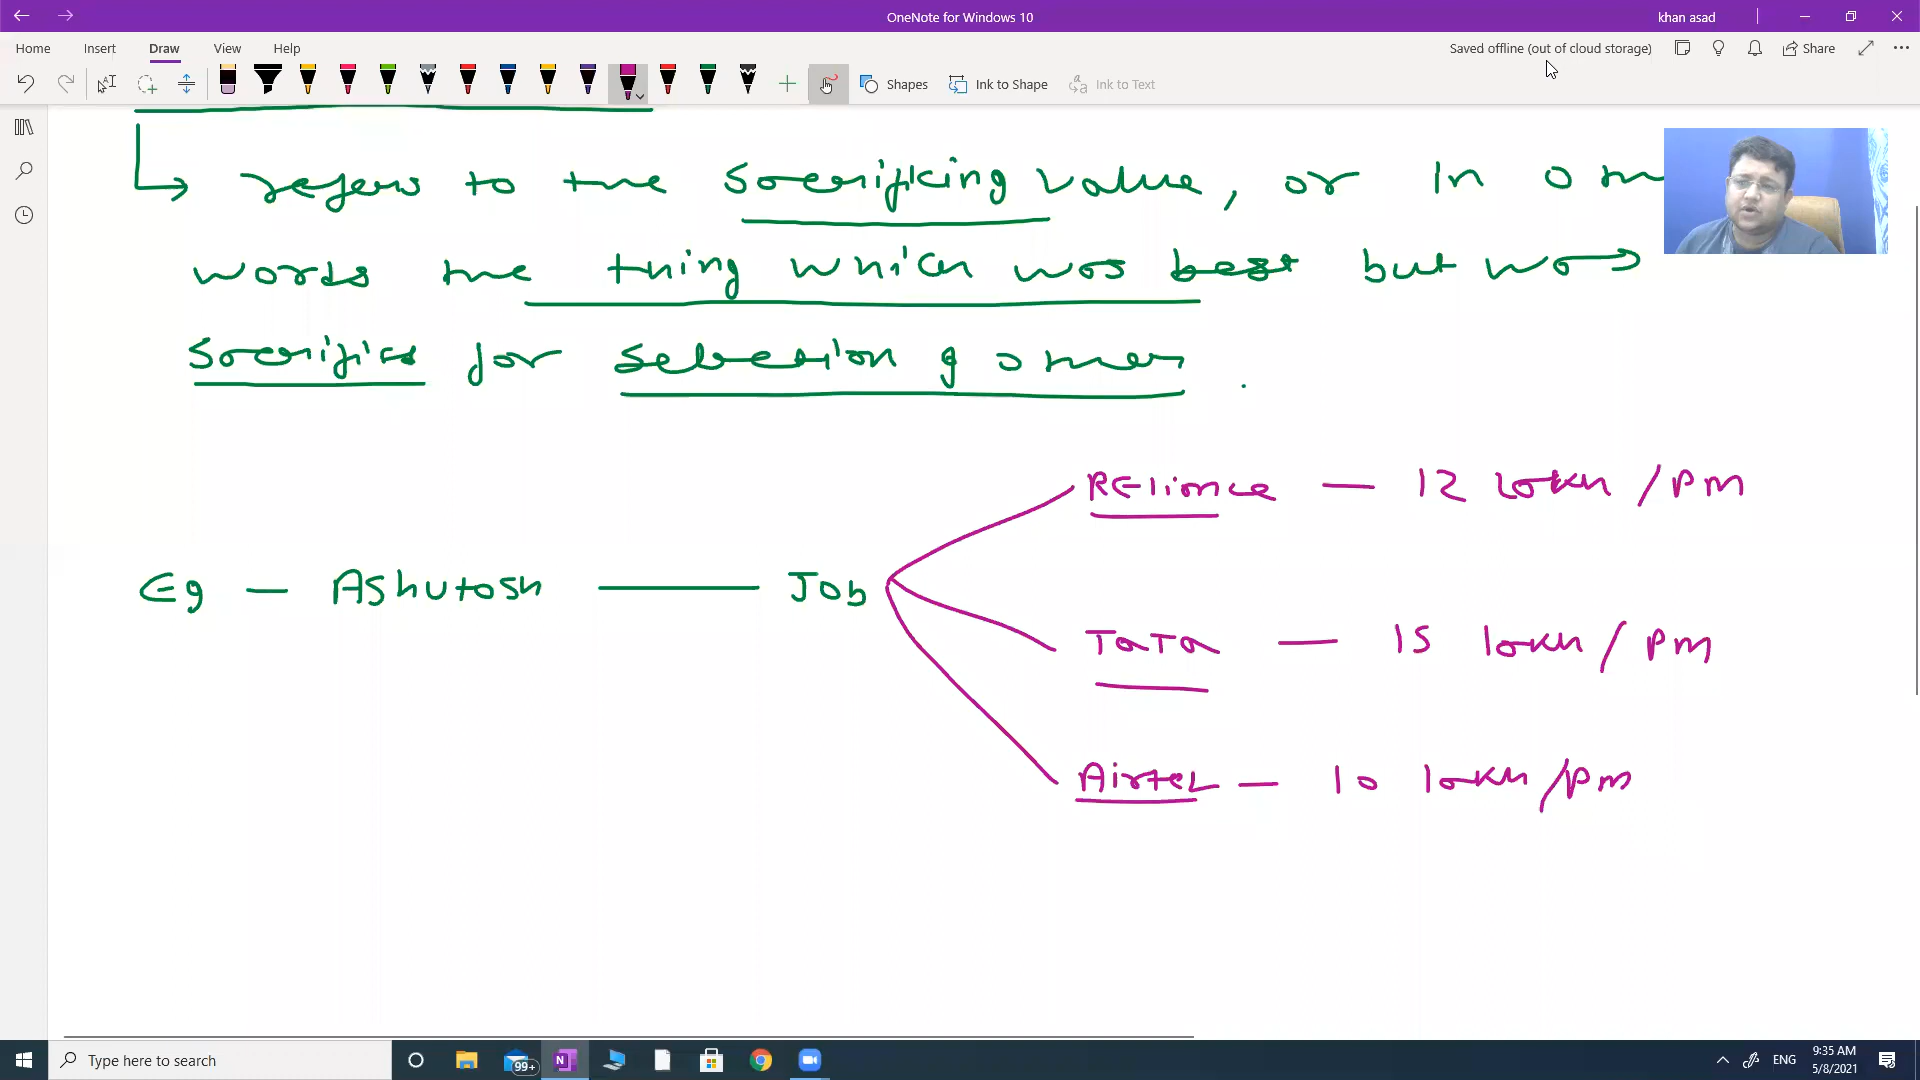 OneNote for Windows 10
khan asad
Home Insert Draw View Help
Saved offline (out of cloud storage)
Share
Shapes
Ink to Shape
Ink to Text
refers to the sacrificing value, or in
words the thing which was best but was
sacrifice for selection of other.
REliance — 12 lakh /pm
Eg — Ashutosh — Job
TaTa — 15 lakh / pm
AirteL — 10 lakh /pm
Type here to search
99+
ENG
9:35 AM
5/8/2021